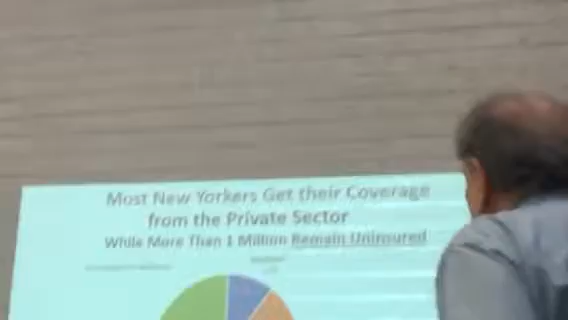 Most New Yorkers Get their Coverage
from the Private Sector
While More Than 1 Million Remain Uninsured